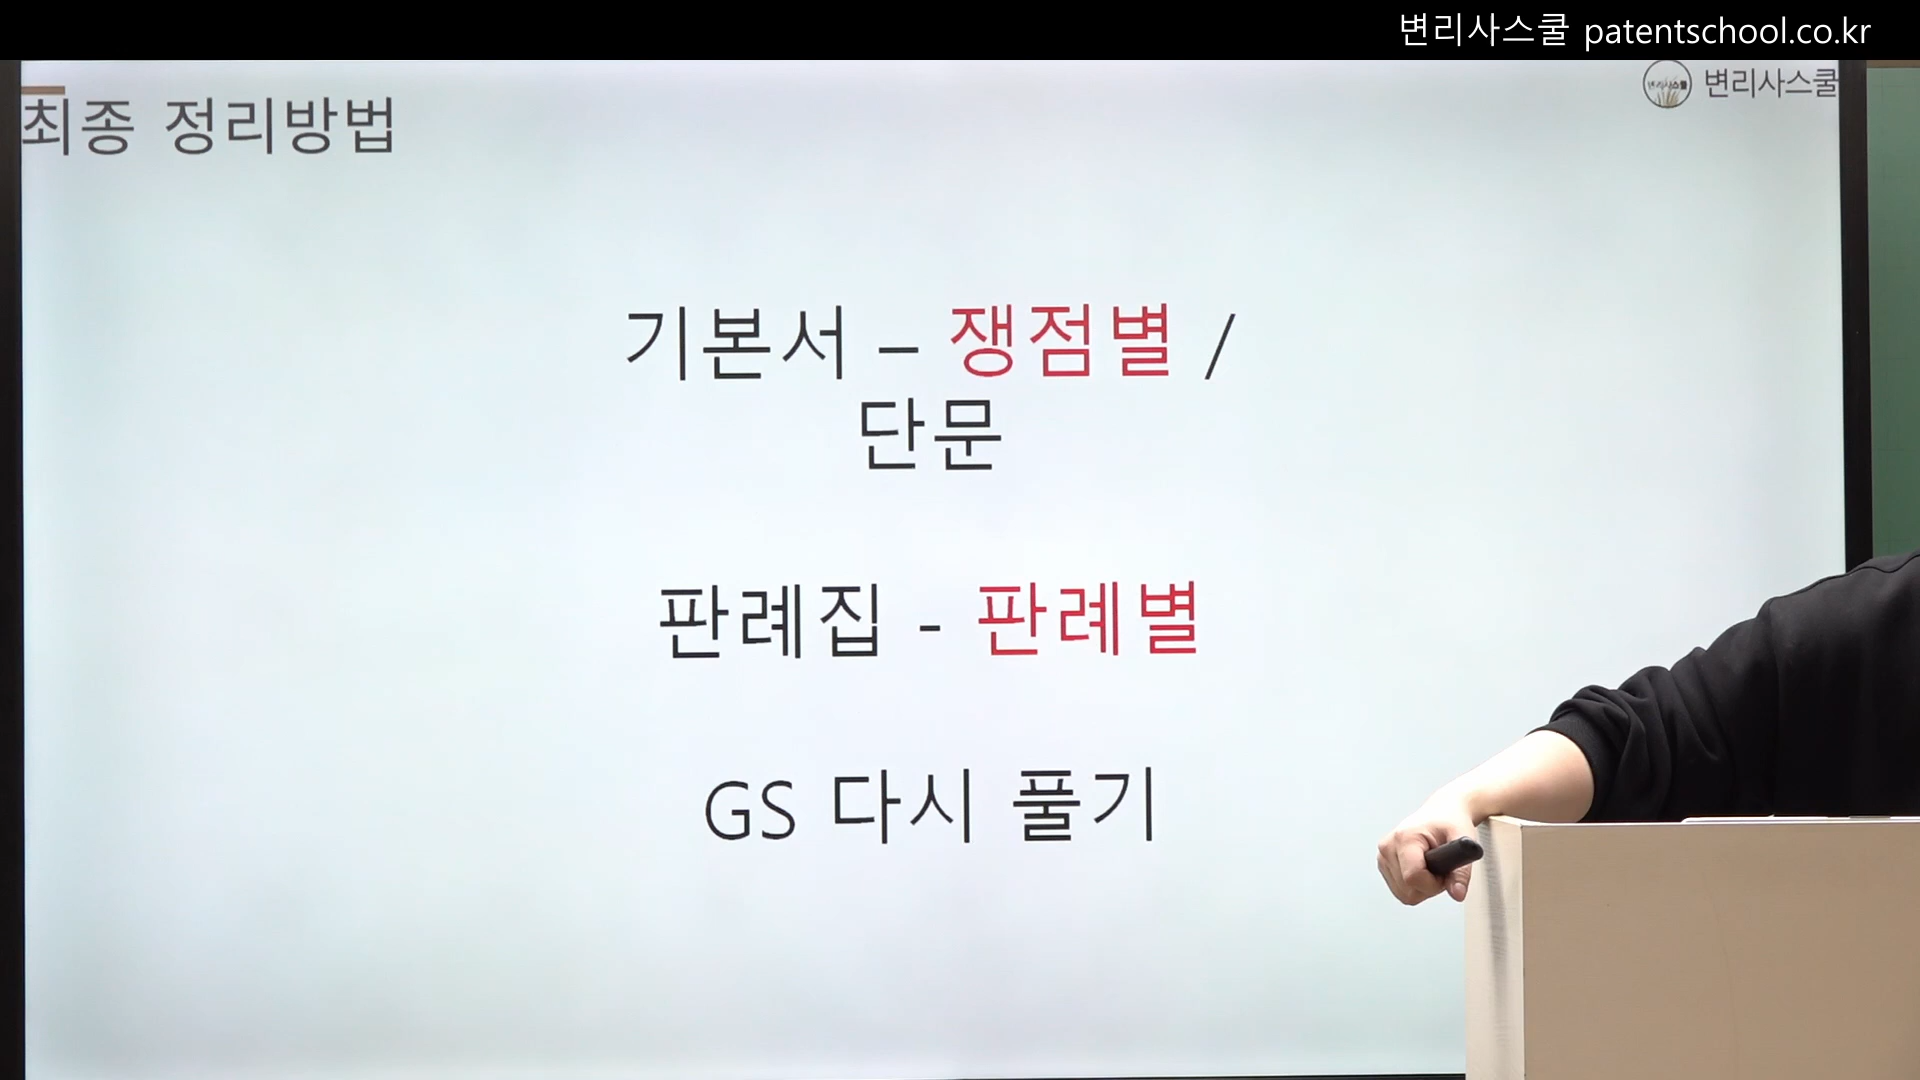 변리사스쿨 patentschool.co.kr
변리사스쿨
최종 정리방법
기본서 – 쟁점별 /
단문
판례집 - 판례별
GS 다시 풀기